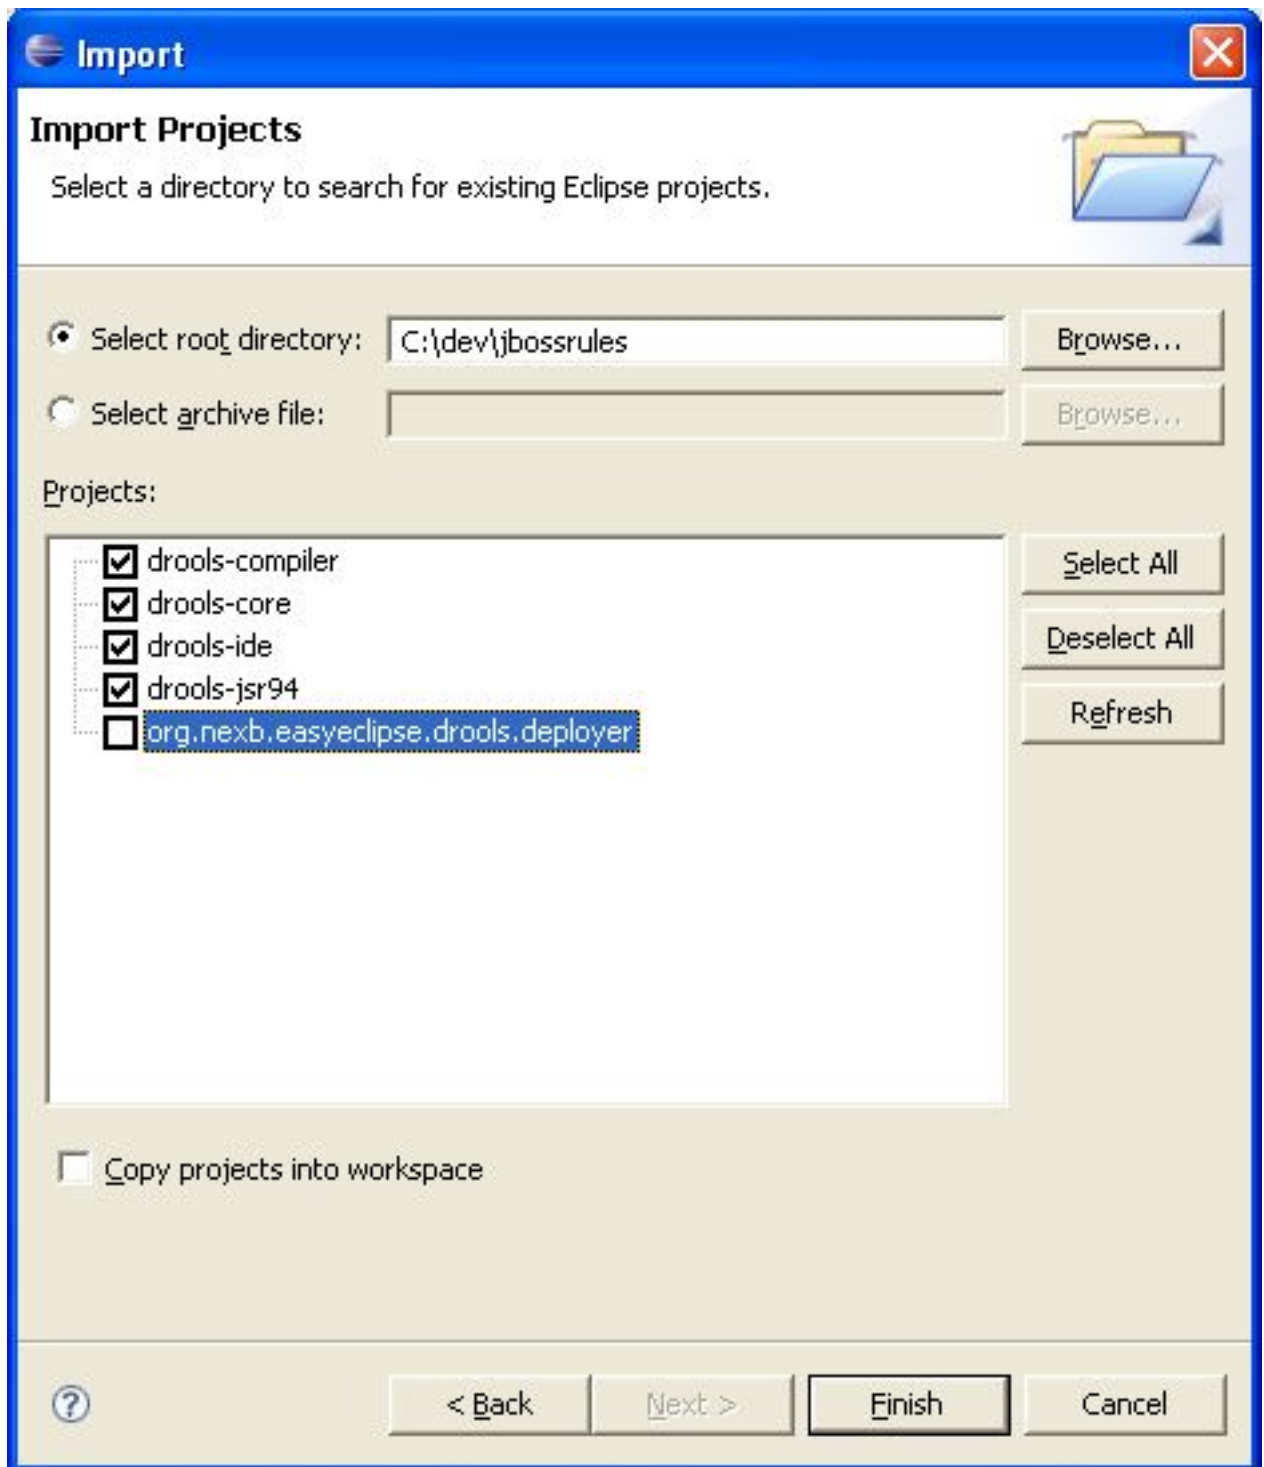 Import
Import Projects
Select a directory to search for existing Eclipse projects.
Select root directory: C:\dev\jbossrules Browse...
Select archive file: Browse...
Projects:
drools-compiler
drools-core
drools-ide
drools-jsr94
org.nexb.easyeclipse.drools.deployer
Select All
Deselect All
Refresh
Copy projects into workspace
? < Back Next > Finish Cancel